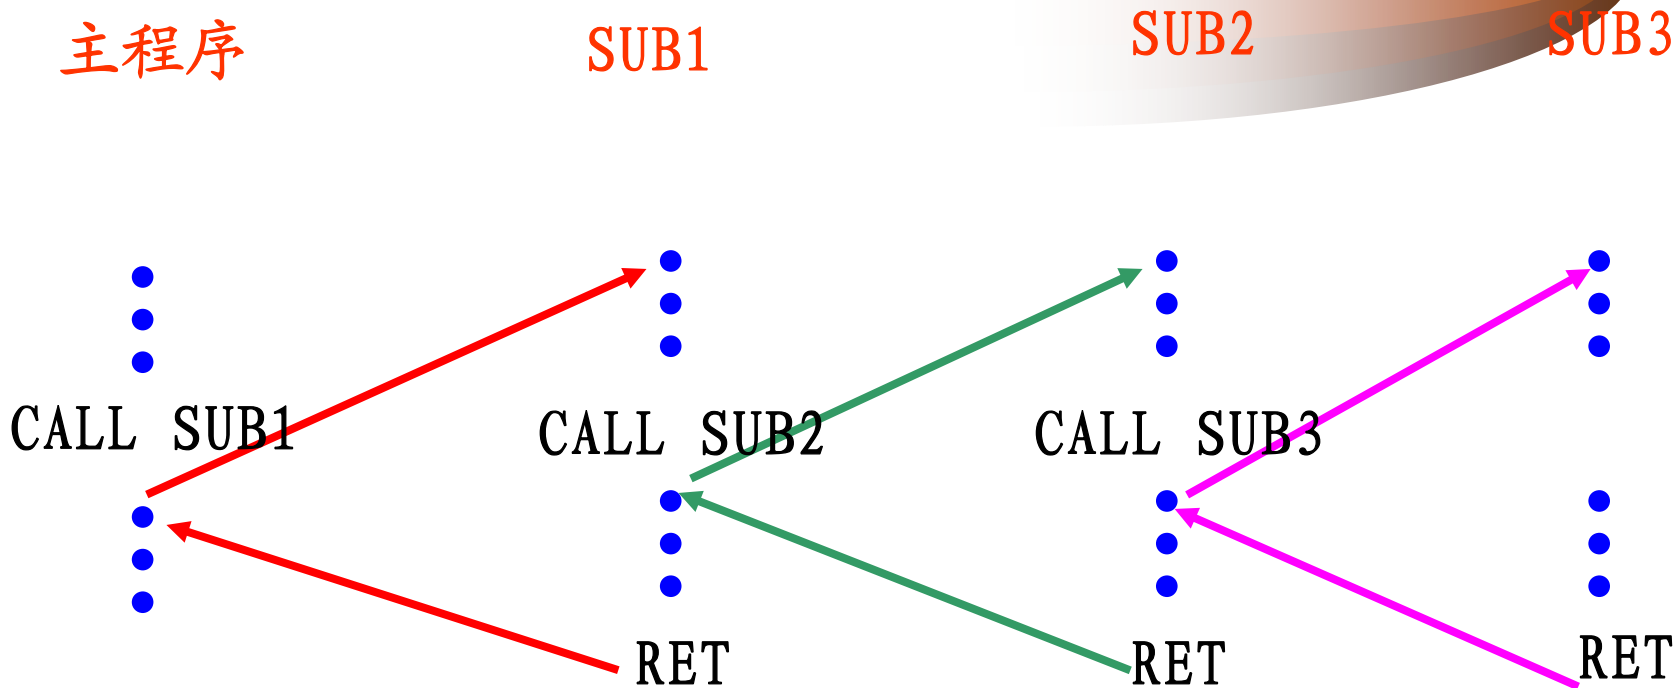 主程序 SUB1 SUB2 SUB3
CALL SUB1 CALL SUB2 CALL SUB3
RET RET RET